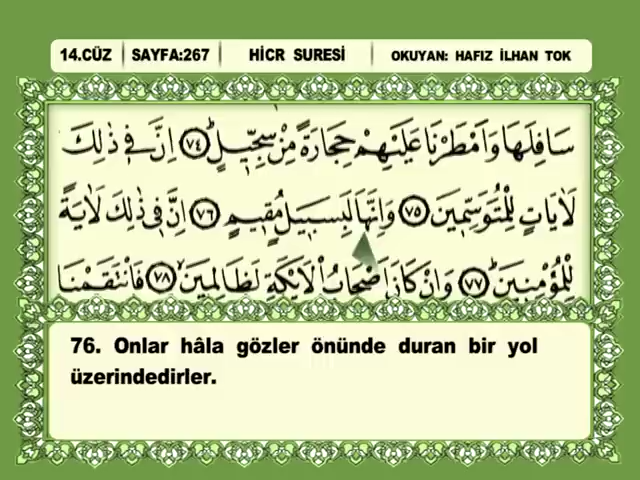 14.CÜZ SAYFA:267 HİCR SURESİ OKUYAN: HAFIZ İLHAN TOK
سَافِلَهَا وَاَمْطَرْنَا عَلَيْهِمْ حِجَارَةً مِنْ سِجّ۪يلٍۜ ﴿٧٤﴾ اِنَّ ف۪ي ذٰلِكَ
لَاٰيَاتٍ لِلْمُتَوَسِّم۪ينَ ﴿٧٥﴾ وَاِنَّهَا لَبِسَب۪يلٍ مُق۪يمٍ ﴿٧٦﴾ اِنَّ ف۪ي ذٰلِكَ لَاٰيَةً
لِلْمُؤْمِن۪ينَۜ ﴿٧٧﴾ وَاِنْ كَانَ اَصْحَابُ الْاَيْكَةِ لَظَالِم۪ينَۙ ﴿٧٨﴾ فَانْتَقَمْنَا
76. Onlar hâla gözler önünde duran bir yol
üzerindedirler.